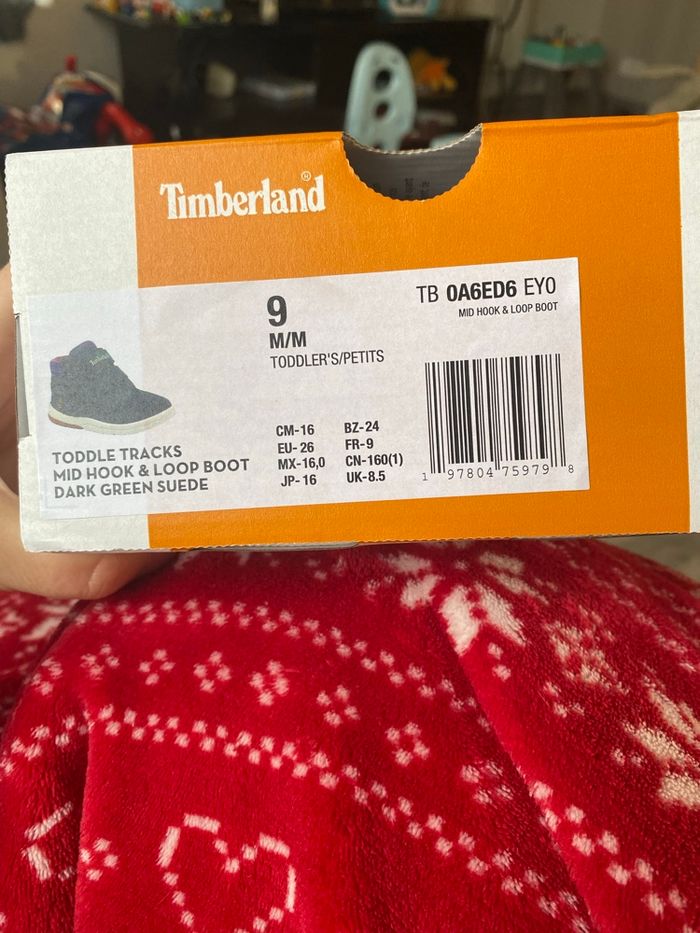 Timberland®
9
M/M
TODDLER'S/PETITS
TB 0A6ED6 EY0
MID HOOK & LOOP BOOT
TODDLE TRACKS
MID HOOK & LOOP BOOT
DARK GREEN SUEDE
CM-16 BZ-24
EU-26 FR-9
MX-16,0 CN-160(1)
JP-16 UK-8.5
1 97804 75979 8